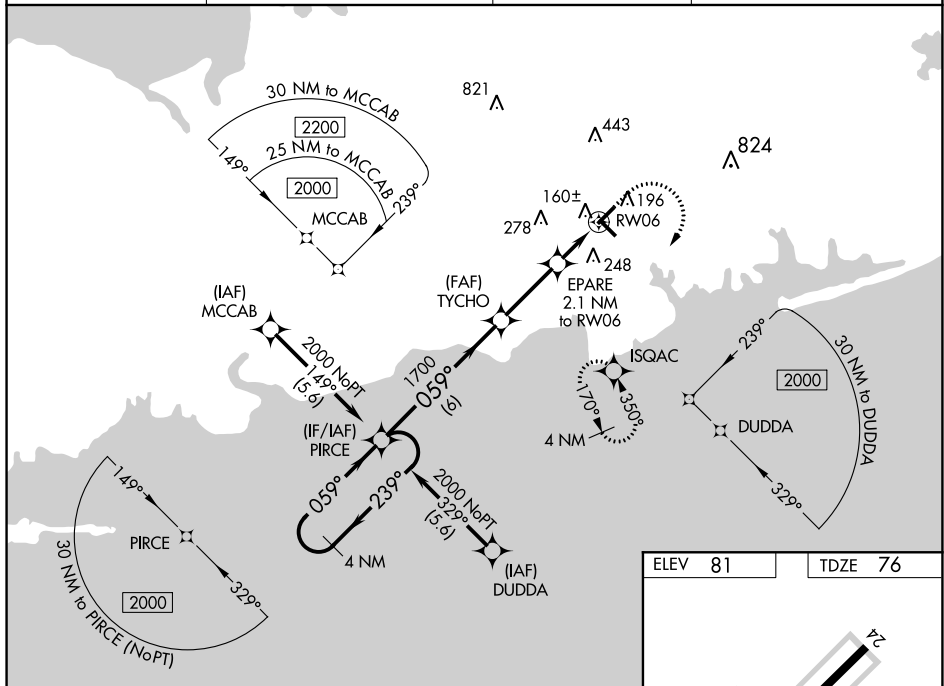 30 NM to MCCAB
2200
25 NM to MCCAB
2000
149°
239°
MCCAB
821
443
824
160±
196
278
RW06
248
(FAF)
TYCHO
EPARE
2.1 NM
to RW06
(IAF)
MCCAB
2000 NoPT
149°
(5.6)
1700
059°
(6)
ISQAC
170°
350°
4 NM
239°
30 NM to DUDDA
2000
DUDDA
329°
(IF/IAF)
PIRCE
059°
239°
4 NM
2000 NoPT
329°
(5.6)
(IAF)
DUDDA
149°
PIRCE
329°
2000
30 NM to PIRCE (NoPT)
ELEV 81
TDZE 76
24